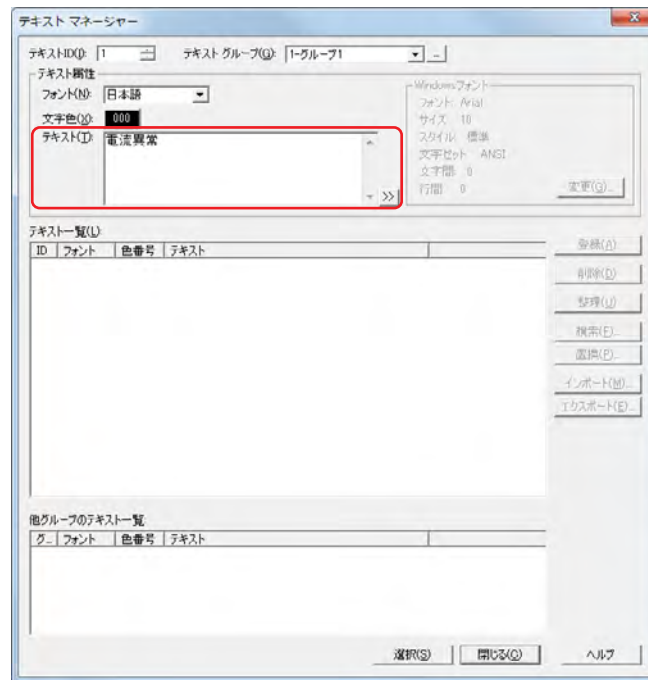 テキスト マネージャー
テキストID(I): 1 テキスト グループ(G): 1-グループ1 ...
テキスト属性
フォント(N): 日本語
文字色(X): 000
テキスト(T): 電流異常
>>
Windowsフォント
フォント: Arial
サイズ: 10
スタイル: 標準
文字セット: ANSI
文字間: 0
行間: 0
変更(G)...
テキスト一覧(L):
ID フォント 色番号 テキスト
登録(A)
削除(D)
整理(U)
検索(F)...
置換(P)...
インポート(M)...
エクスポート(E)...
他グループのテキスト一覧:
グ... フォント 色番号 テキスト
選択(S) 閉じる(C) ヘルプ